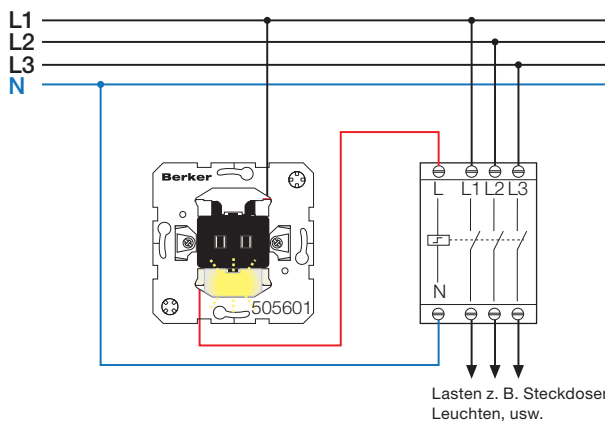 L1
L2
L3
N
Berker
505601
L L1 L2 L3
N
Lasten z. B. Steckdosen
Leuchten, usw.